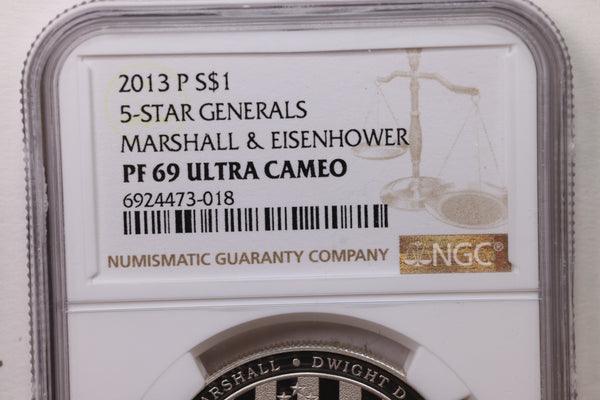 2013 P S$1
5-STAR GENERALS
MARSHALL & EISENHOWER
PF 69 ULTRA CAMEO
6924473-018
NUMISMATIC GUARANTY COMPANY
NGC®
MARSHALL • DWIGHT D